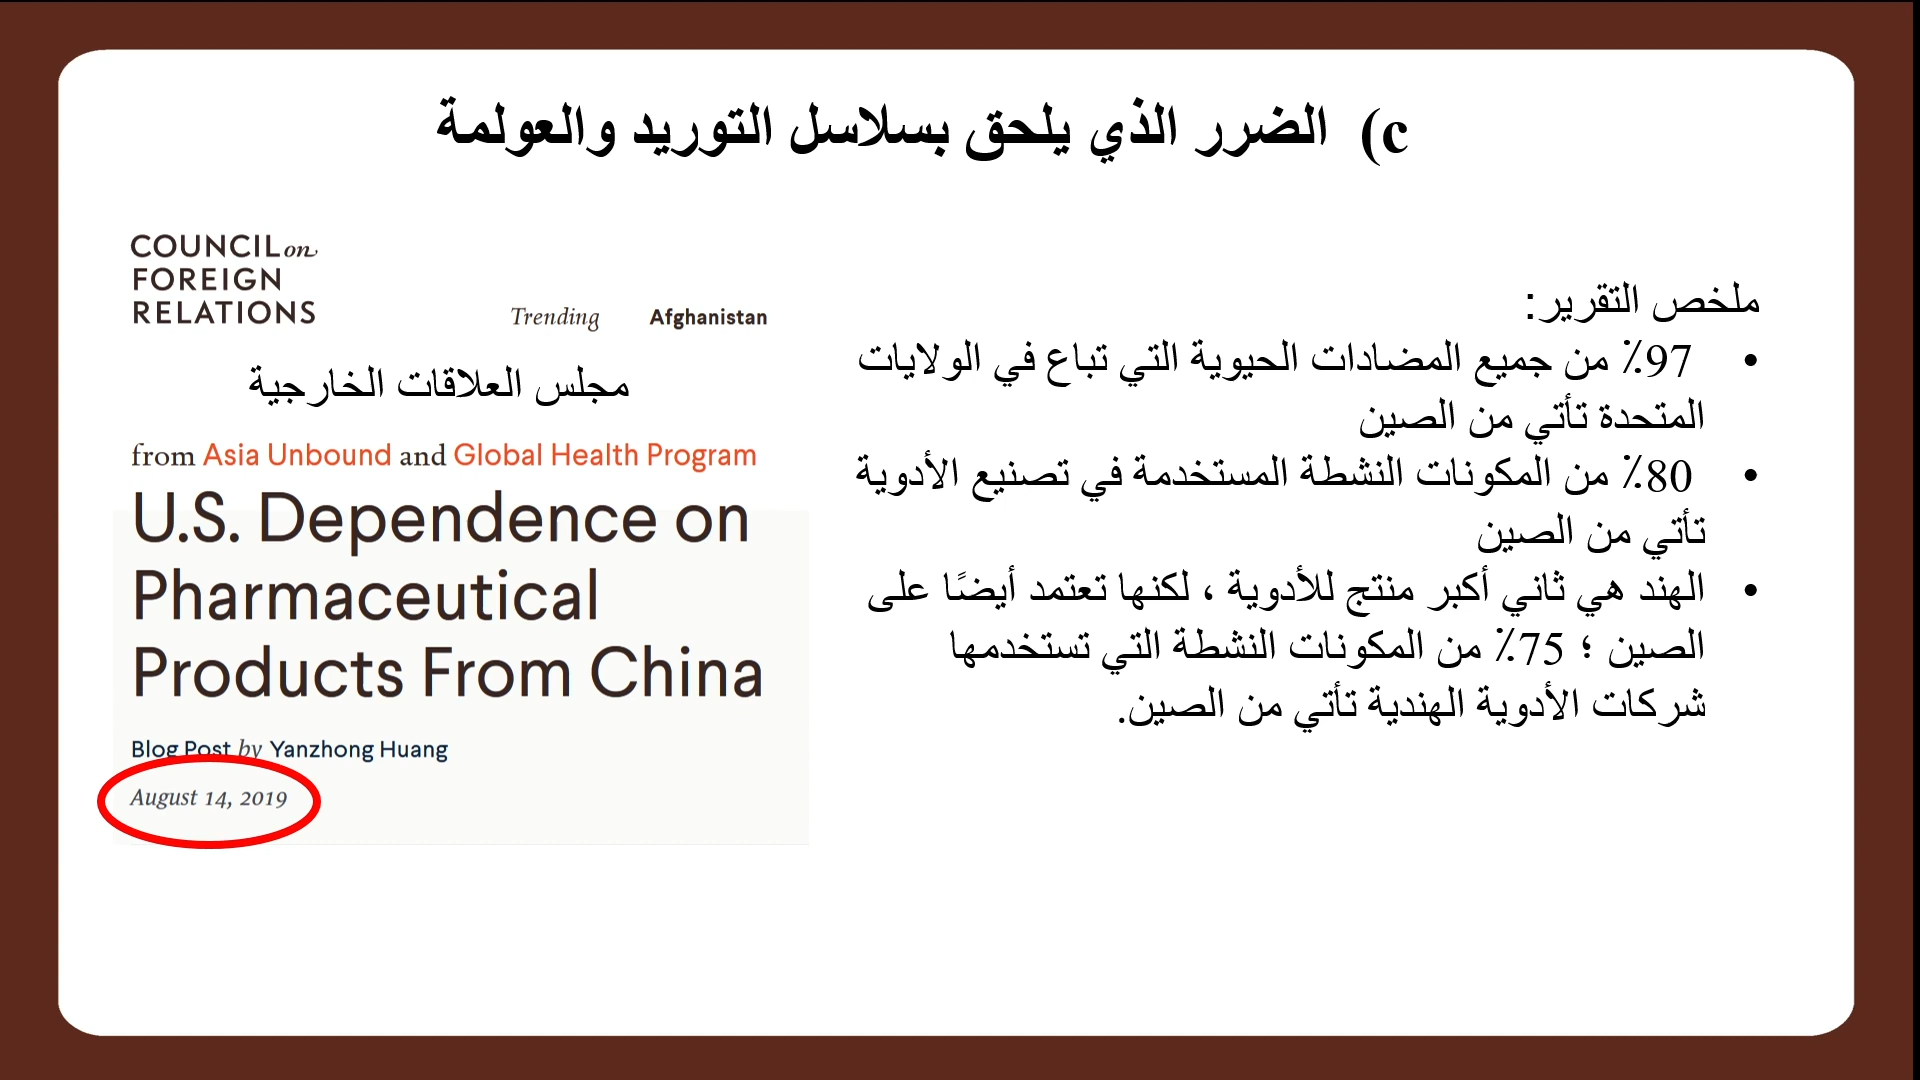 c) الضرر الذي يلحق بسلاسل التوريد والعولمة
COUNCIL on
FOREIGN
RELATIONS
Trending Afghanistan
مجلس العلاقات الخارجية
from Asia Unbound and Global Health Program
U.S. Dependence on
Pharmaceutical
Products From China
Blog Post by Yanzhong Huang
August 14, 2019
ملخص التقرير:
• 97٪ من جميع المضادات الحيوية التي تباع في الولايات
المتحدة تأتي من الصين
• 80٪ من المكونات النشطة المستخدمة في تصنيع الأدوية
تأتي من الصين
• الهند هي ثاني أكبر منتج للأدوية ، لكنها تعتمد أيضًا على
الصين ؛ 75٪ من المكونات النشطة التي تستخدمها
شركات الأدوية الهندية تأتي من الصين.